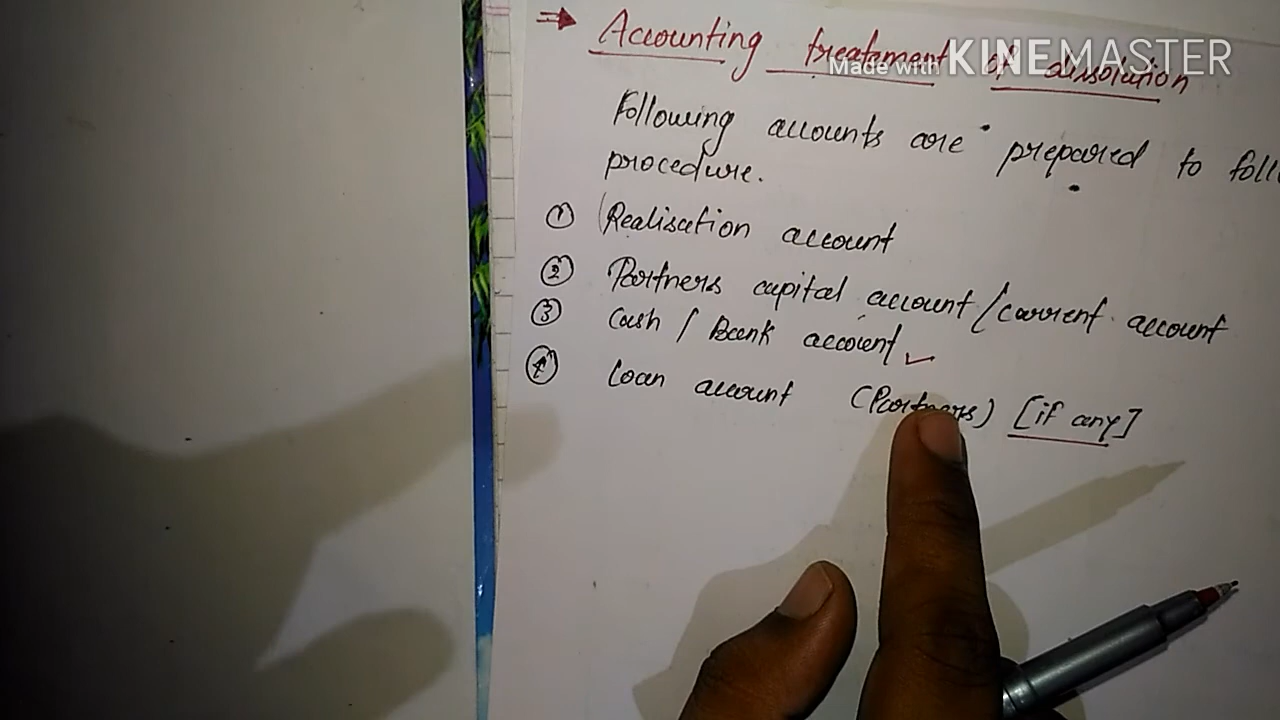 ⇒ Accounting treatement of dissolution
Made with KINEMASTER
Following accounts are prepared to foll
procedure.
① Realisation account
② Partners capital account / current account
③ Cash / Bank account ✓
④ Loan account (Partners) [if any]